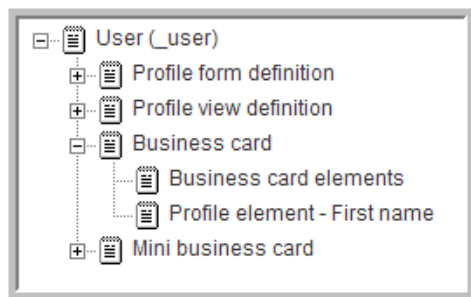 User (_user)
Profile form definition
Profile view definition
Business card
Business card elements
Profile element - First name
Mini business card